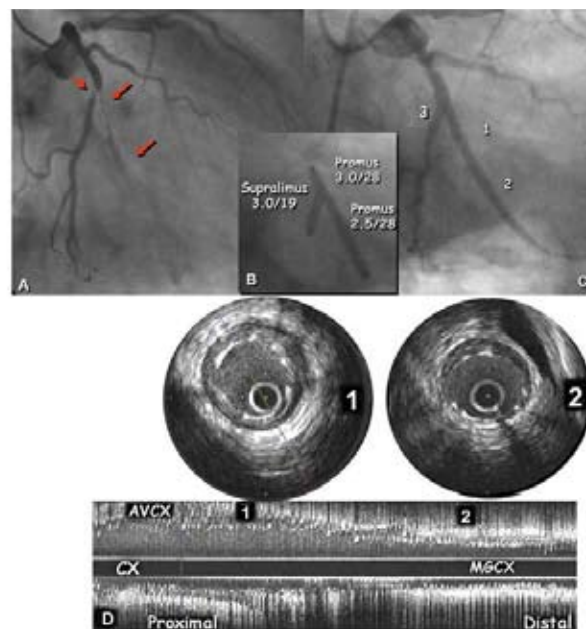 A
B
Supralimus
3.0/19
Promus
3.0/28
Promus
2.5/28
3
1
2
C
1
2
AVCX
1
2
CX
MGCX
D
Proximal
Distal